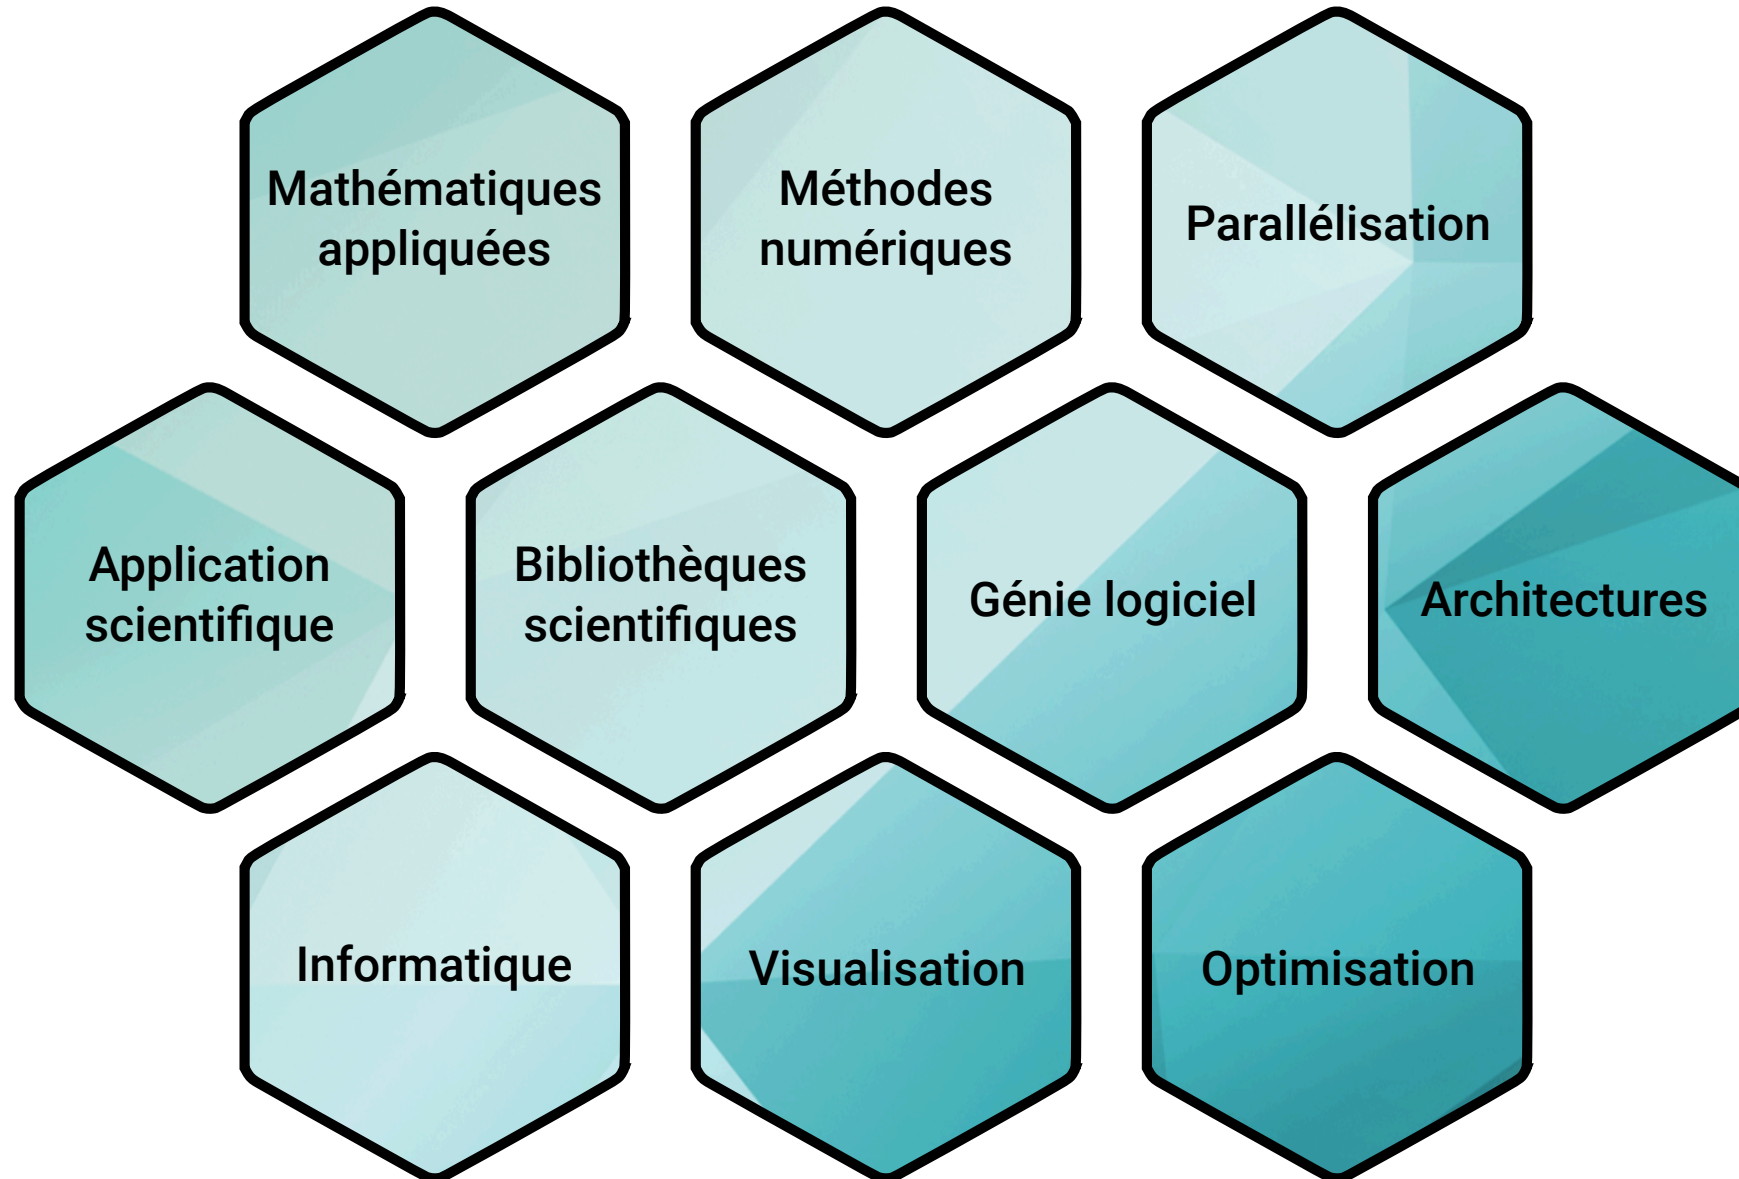 Mathématiques
appliquées
Méthodes
numériques
Parallélisation
Application
scientifique
Bibliothèques
scientifiques
Génie logiciel
Architectures
Informatique
Visualisation
Optimisation